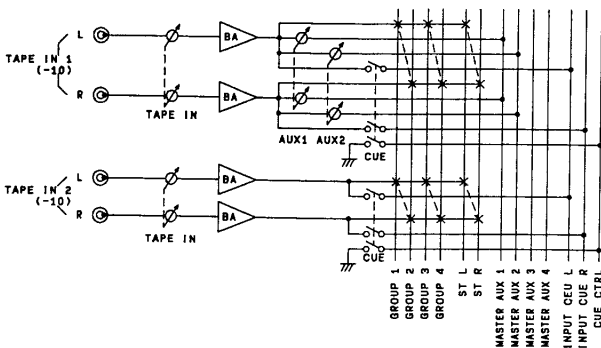 L
TAPE IN 1
(-10)
R
BA
BA
TAPE IN
AUX1 AUX2
CUE
L
TAPE IN 2
(-10)
R
BA
BA
TAPE IN
CUE
GROUP 1
GROUP 2
GROUP 3
GROUP 4
ST L
ST R
MASTER AUX 1
MASTER AUX 2
MASTER AUX 3
MASTER AUX 4
INPUT CEU L
INPUT CUE R
CUE CTRL